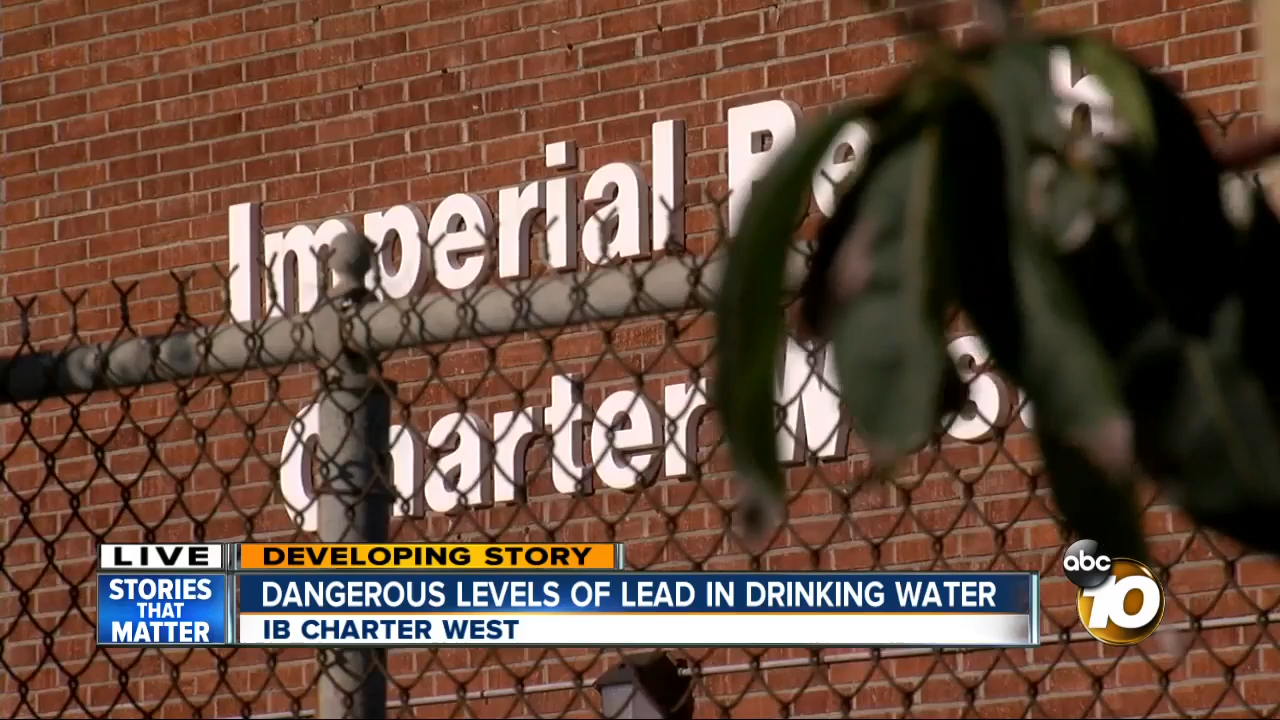 Imperial
Charter
LIVE
DEVELOPING STORY
STORIES
THAT
MATTER
DANGEROUS LEVELS OF LEAD IN DRINKING WATER
IB CHARTER WEST
abc
10